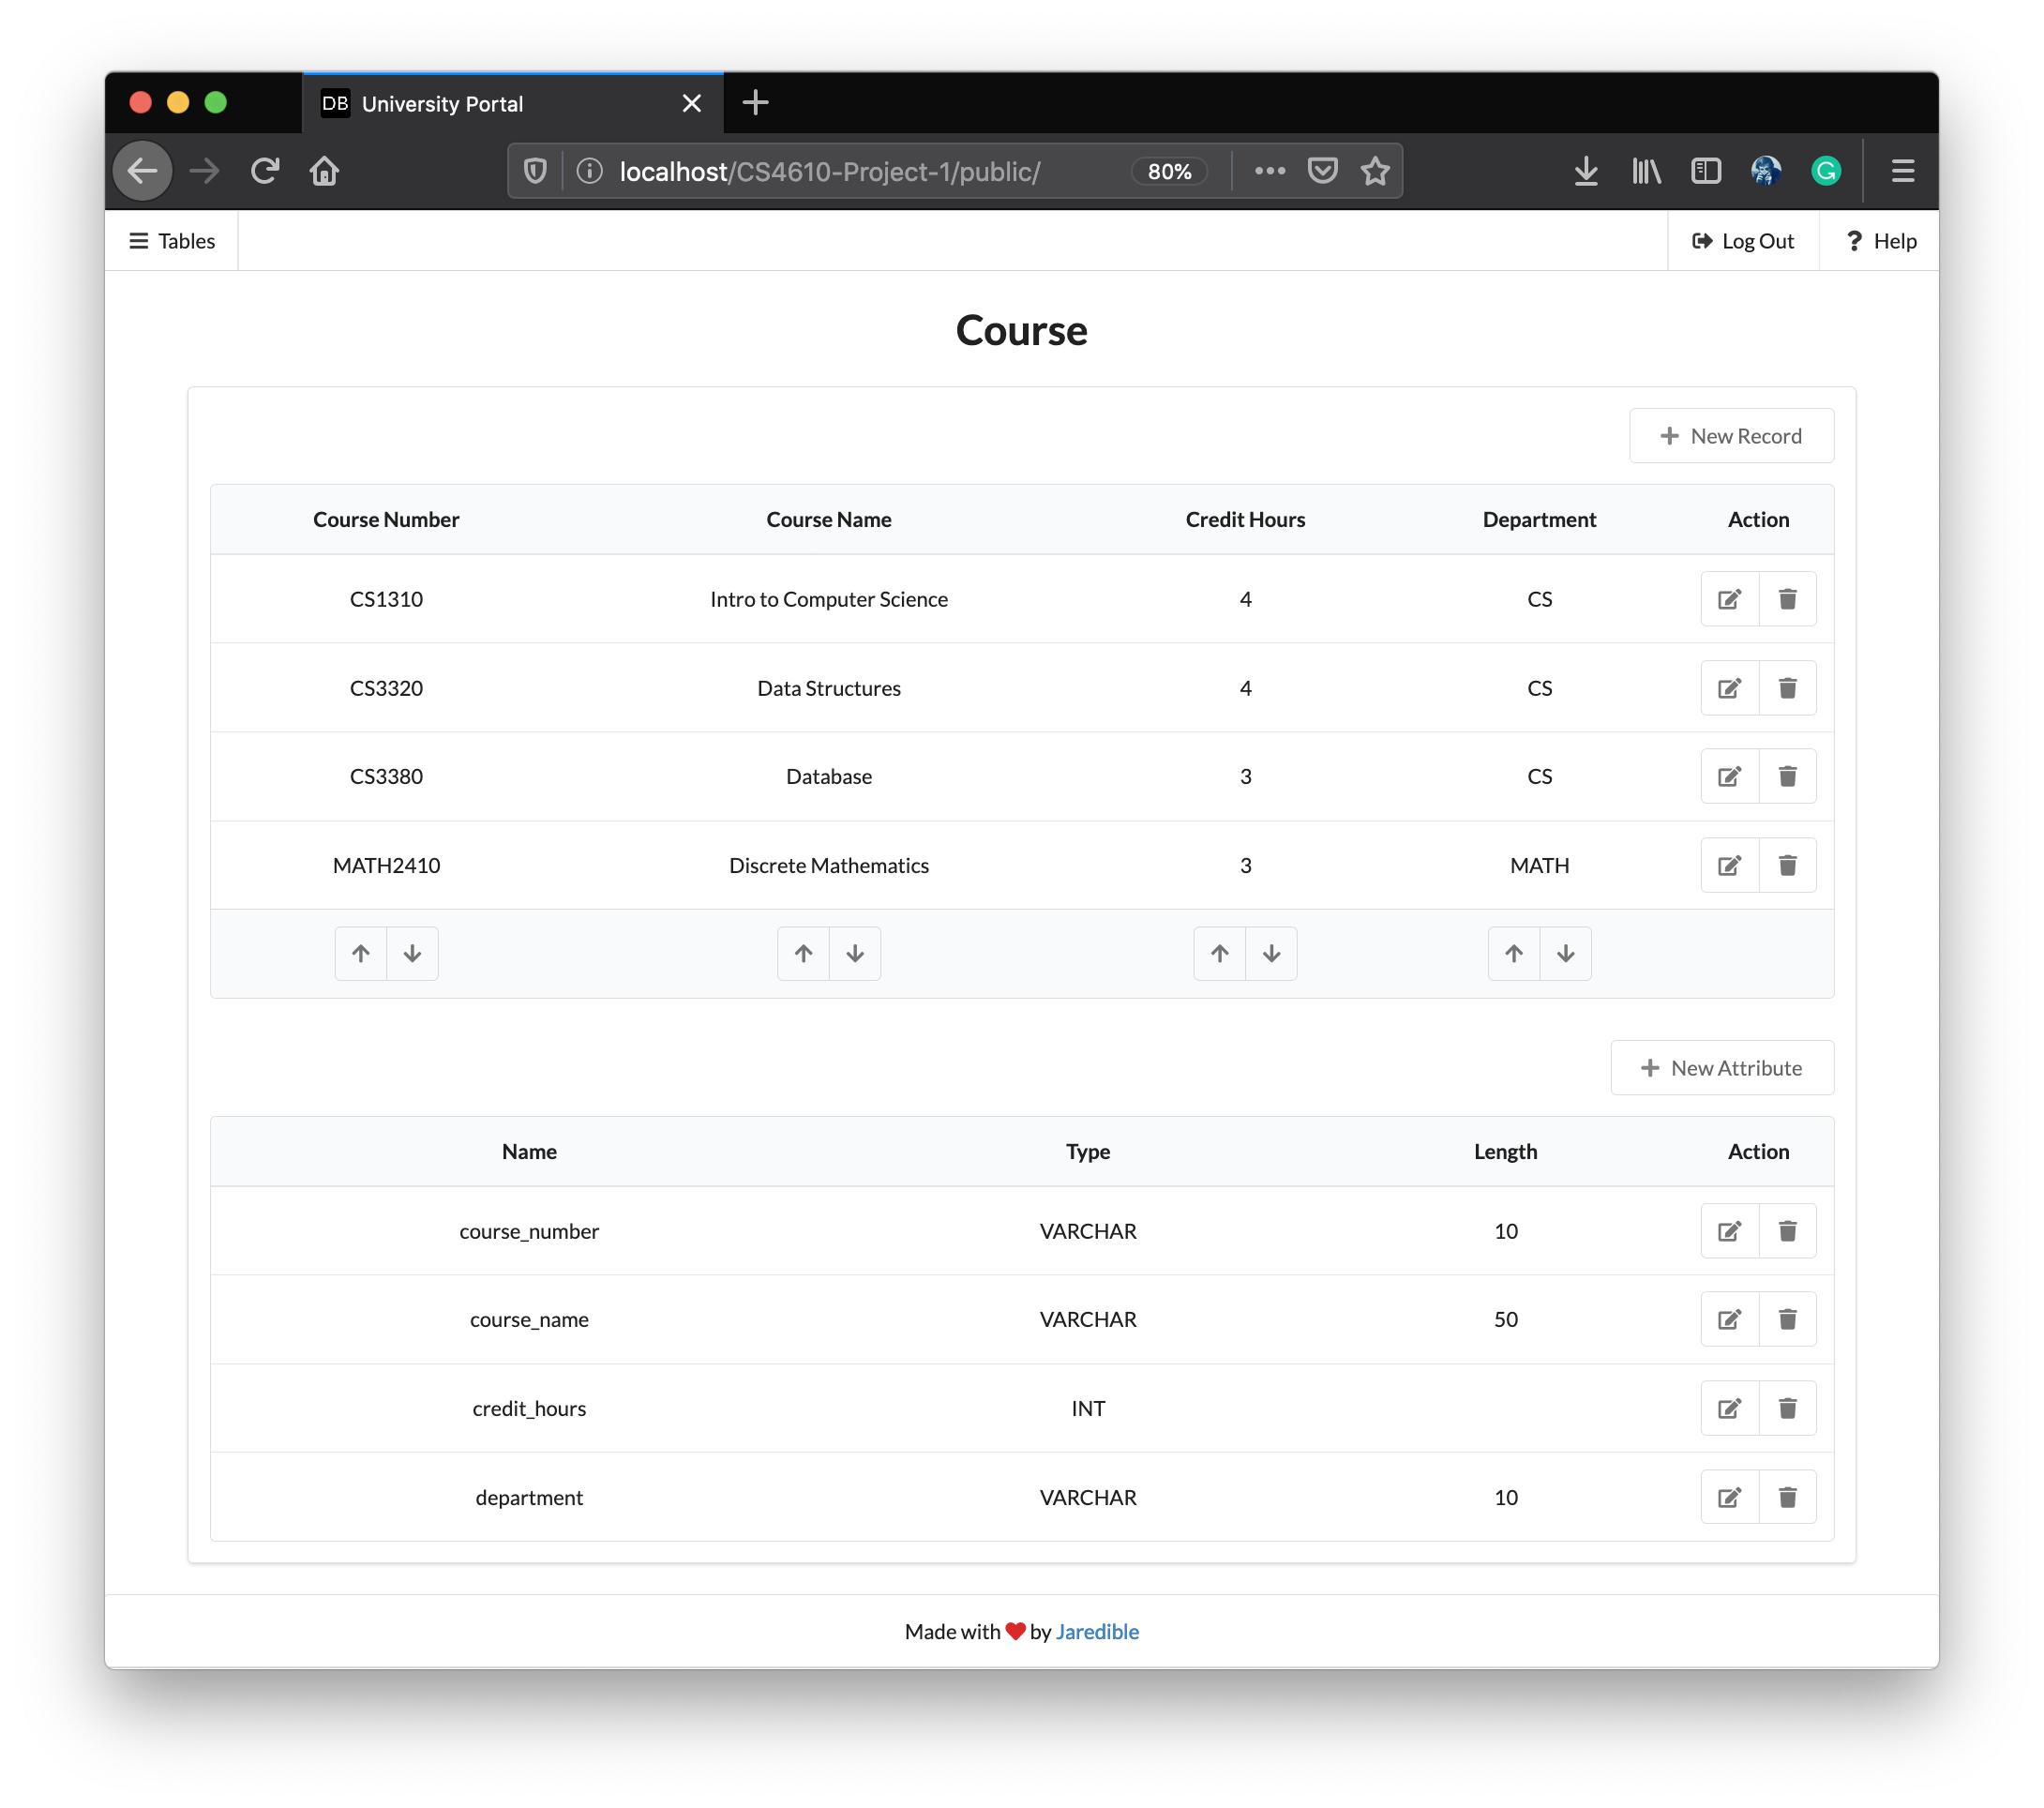 DB University Portal
localhost/CS4610-Project-1/public/ 80%
Tables Log Out Help
Course
New Record
Course Number Course Name Credit Hours Department Action
CS1310 Intro to Computer Science 4 CS
CS3320 Data Structures 4 CS
CS3380 Database 3 CS
MATH2410 Discrete Mathematics 3 MATH
New Attribute
Name Type Length Action
course_number VARCHAR 10
course_name VARCHAR 50
credit_hours INT
department VARCHAR 10
Made with ❤ by Jaredible